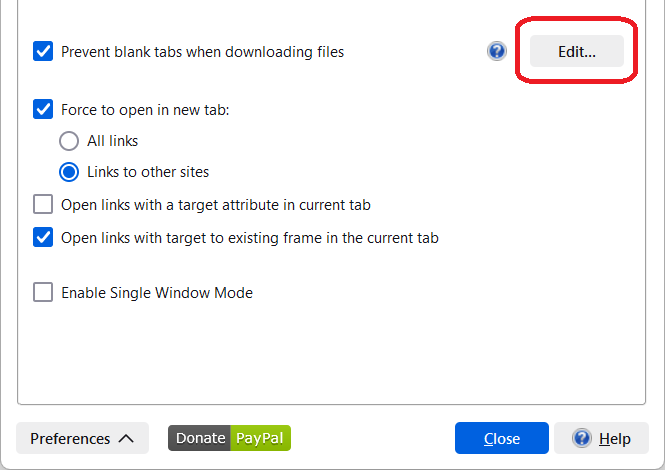 Prevent blank tabs when downloading files
Edit...
Force to open in new tab:
All links
Links to other sites
Open links with a target attribute in current tab
Open links with target to existing frame in the current tab
Enable Single Window Mode
Preferences
Donate PayPal
Close
Help